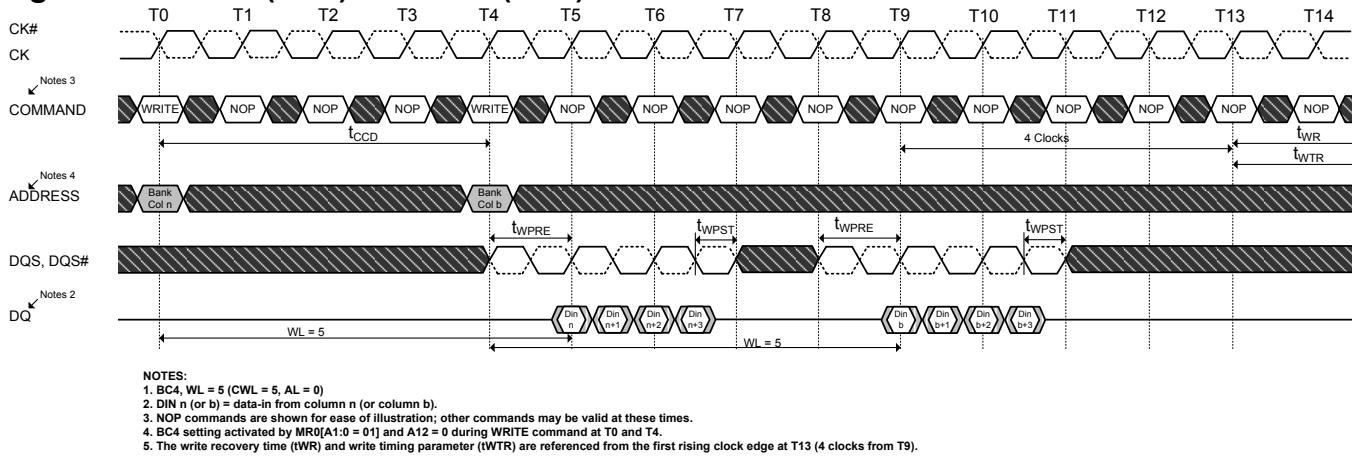 T0 T1 T2 T3 T4 T5 T6 T7 T8 T9 T10 T11 T12 T13 T14
CK#
CK
Notes 3
COMMAND
WRITE NOP NOP NOP WRITE NOP NOP NOP NOP NOP NOP NOP NOP NOP NOP
tCCD
4 Clocks
tWR
tWTR
Notes 4
ADDRESS
Bank Col n
Bank Col b
tWPRE
tWPST
tWPRE
tWPST
DQS, DQS#
Notes 2
DQ
Din n
Din n+1
Din n+2
Din n+3
Din b
Din b+1
Din b+2
Din b+3
WL = 5
WL = 5
NOTES:
1. BC4, WL = 5 (CWL = 5, AL = 0)
2. DIN n (or b) = data-in from column n (or column b).
3. NOP commands are shown for ease of illustration; other commands may be valid at these times.
4. BC4 setting activated by MR0[A1:0 = 01] and A12 = 0 during WRITE command at T0 and T4.
5. The write recovery time (tWR) and write timing parameter (tWTR) are referenced from the first rising clock edge at T13 (4 clocks from T9).